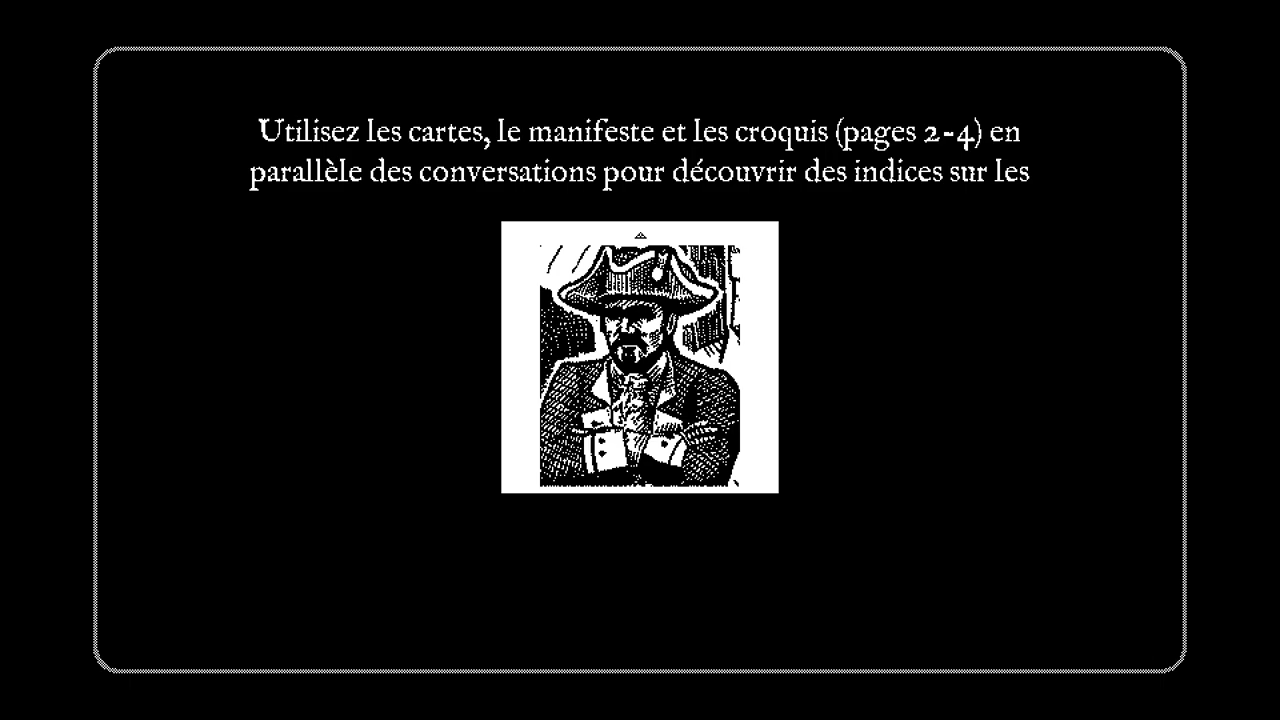 Utilisez les cartes, le manifeste et les croquis (pages 2-4) en
parallèle des conversations pour découvrir des indices sur les